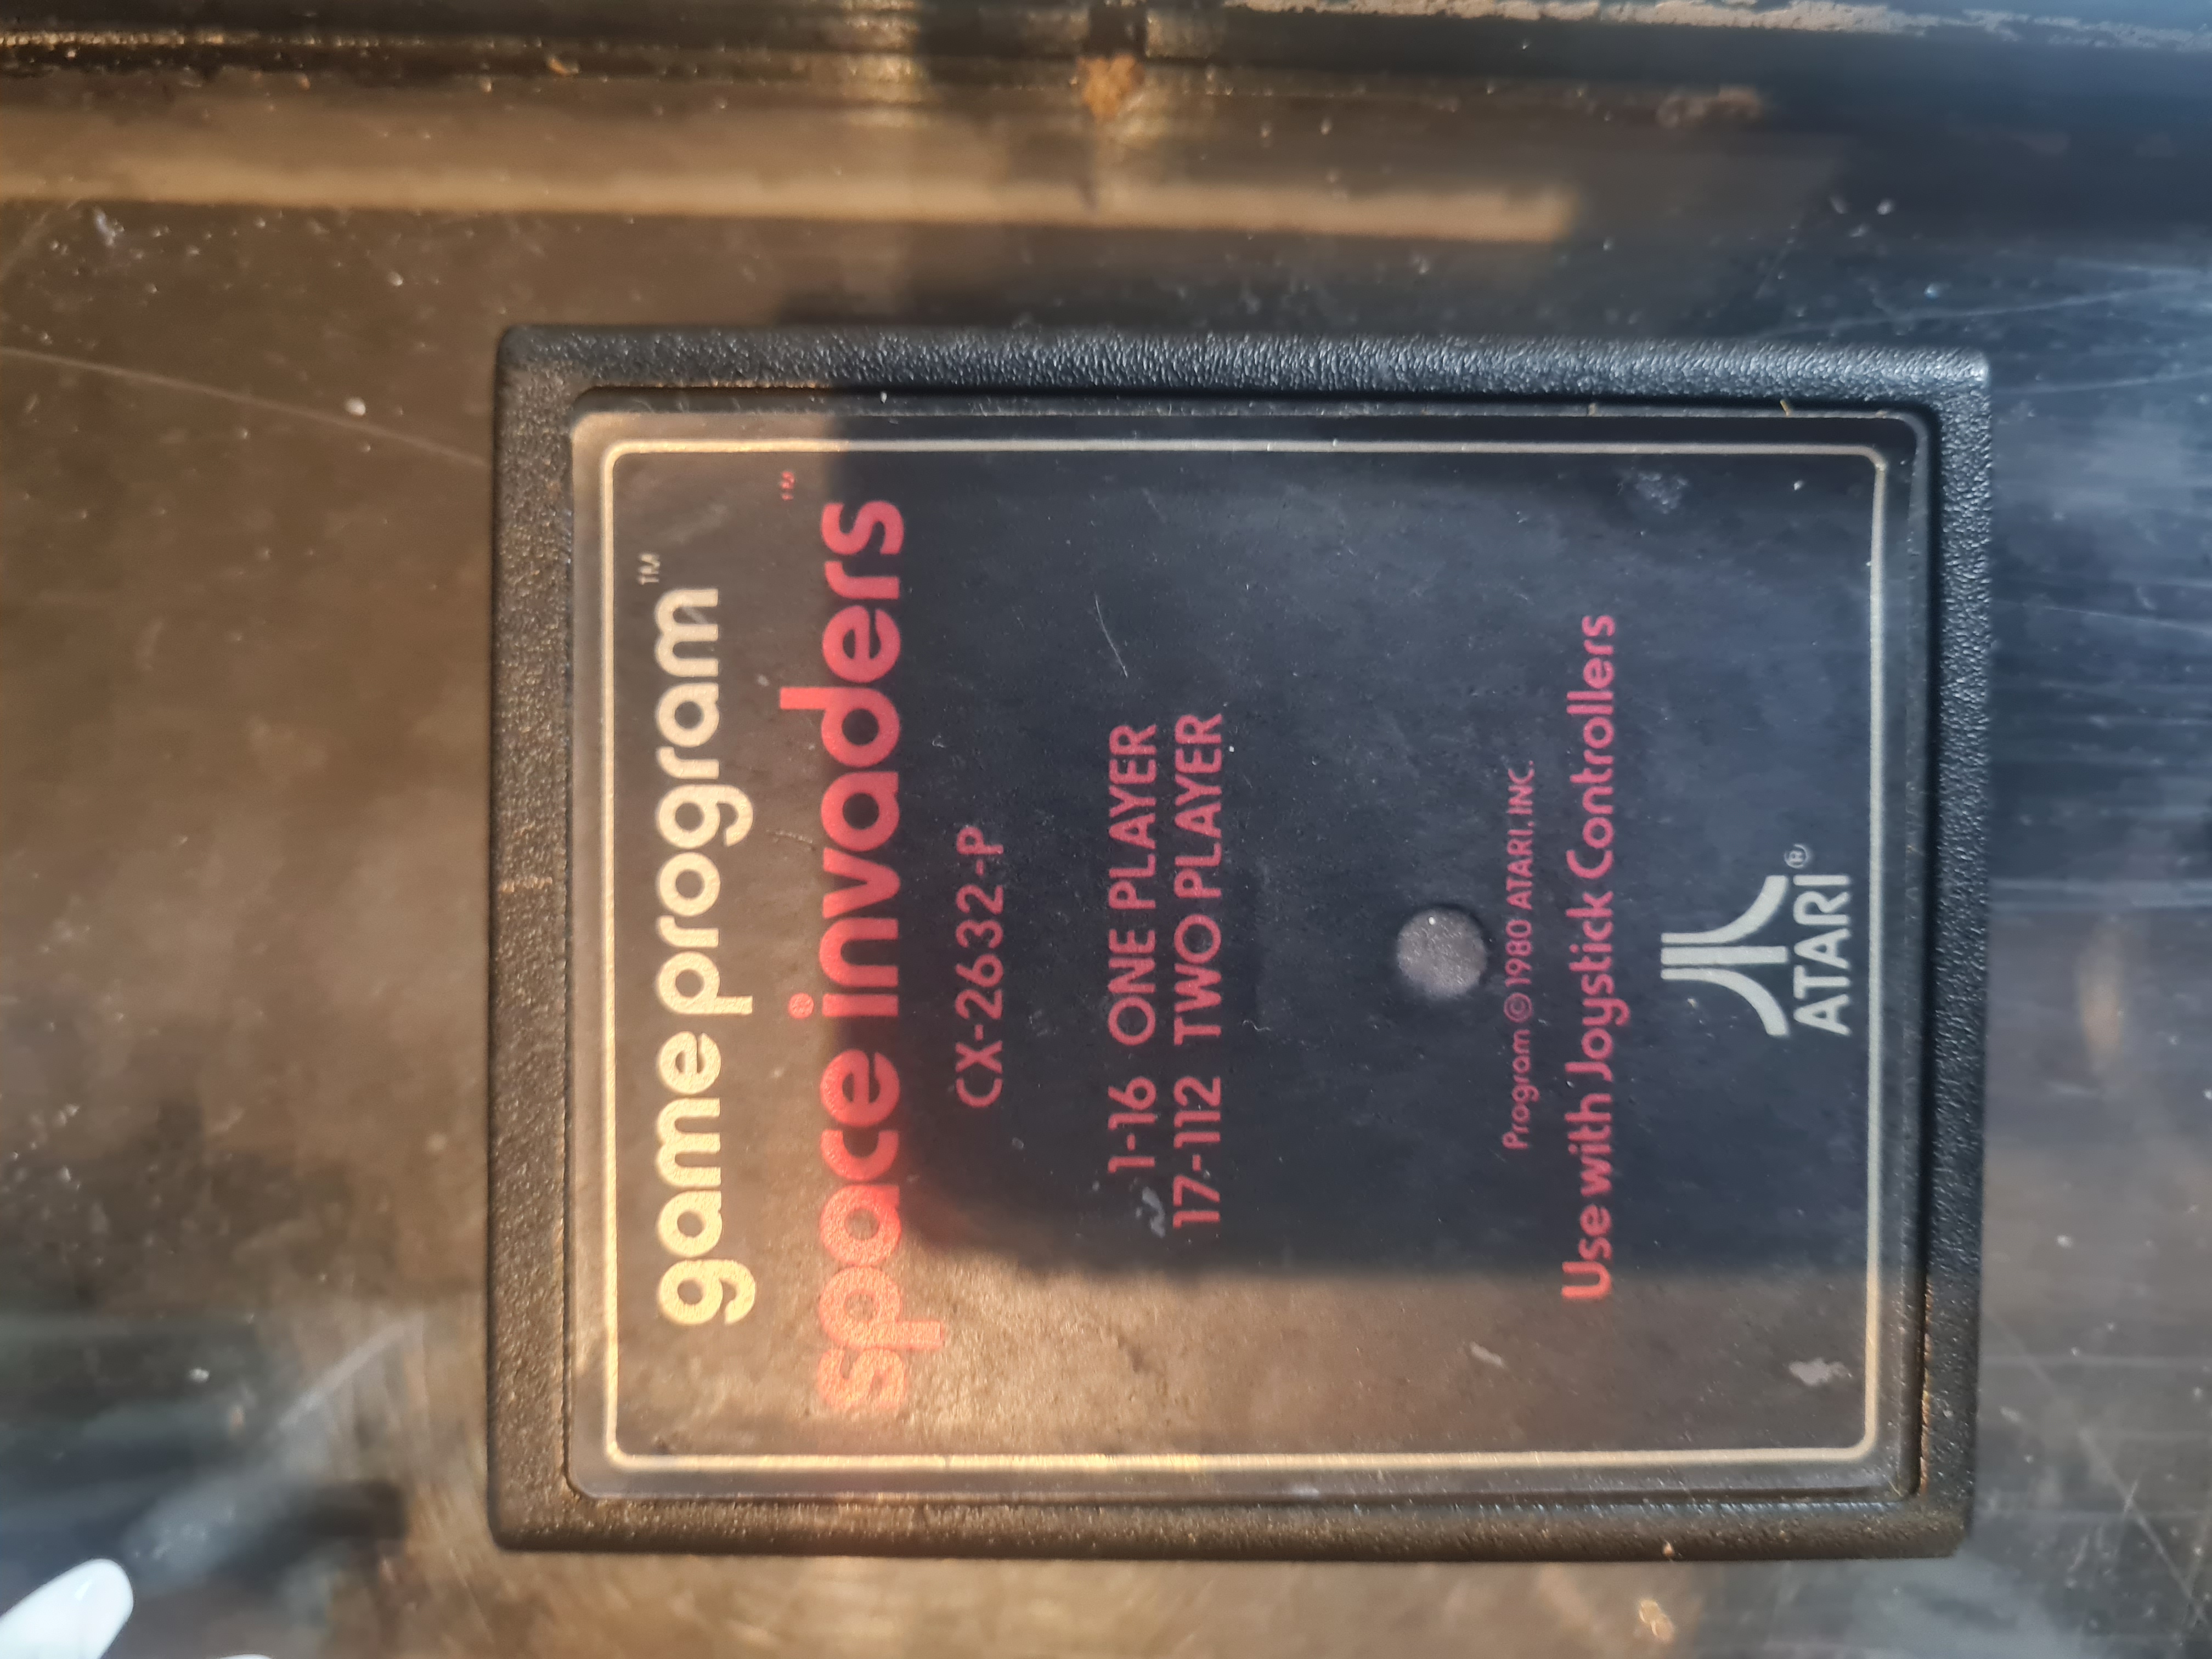 game program™
space invaders™
CX-2632-P
1-16 ONE PLAYER
17-112 TWO PLAYER
Program © 1980 ATARI, INC.
Use with Joystick Controllers
ATARI®